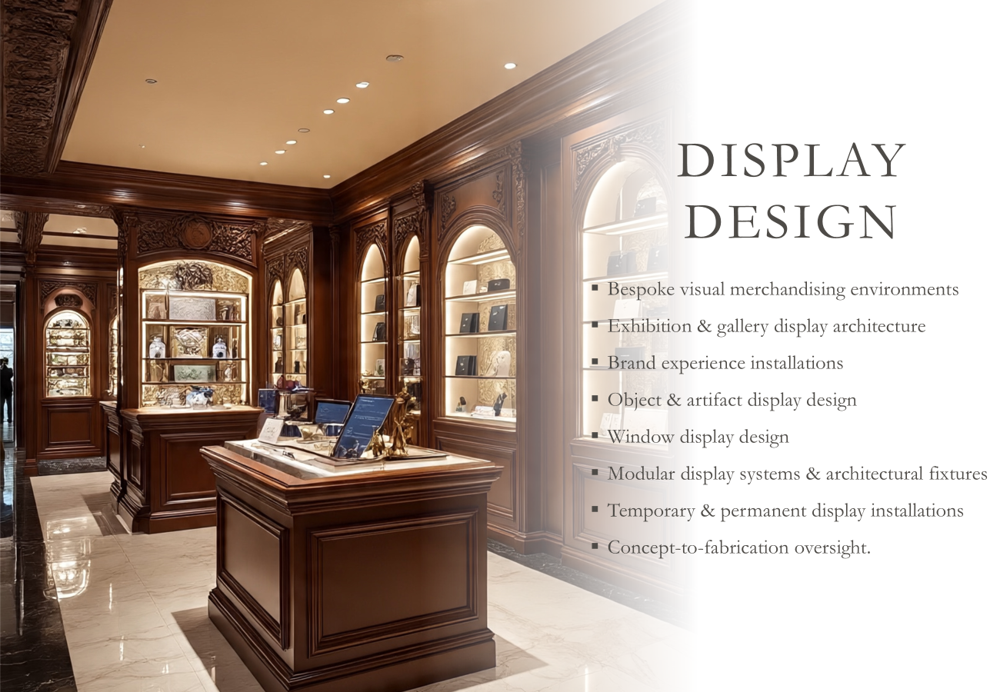 DISPLAY
DESIGN
▪ Bespoke visual merchandising environments
▪ Exhibition & gallery display architecture
▪ Brand experience installations
▪ Object & artifact display design
▪ Window display design
▪ Modular display systems & architectural fixtures
▪ Temporary & permanent display installations
▪ Concept-to-fabrication oversight.